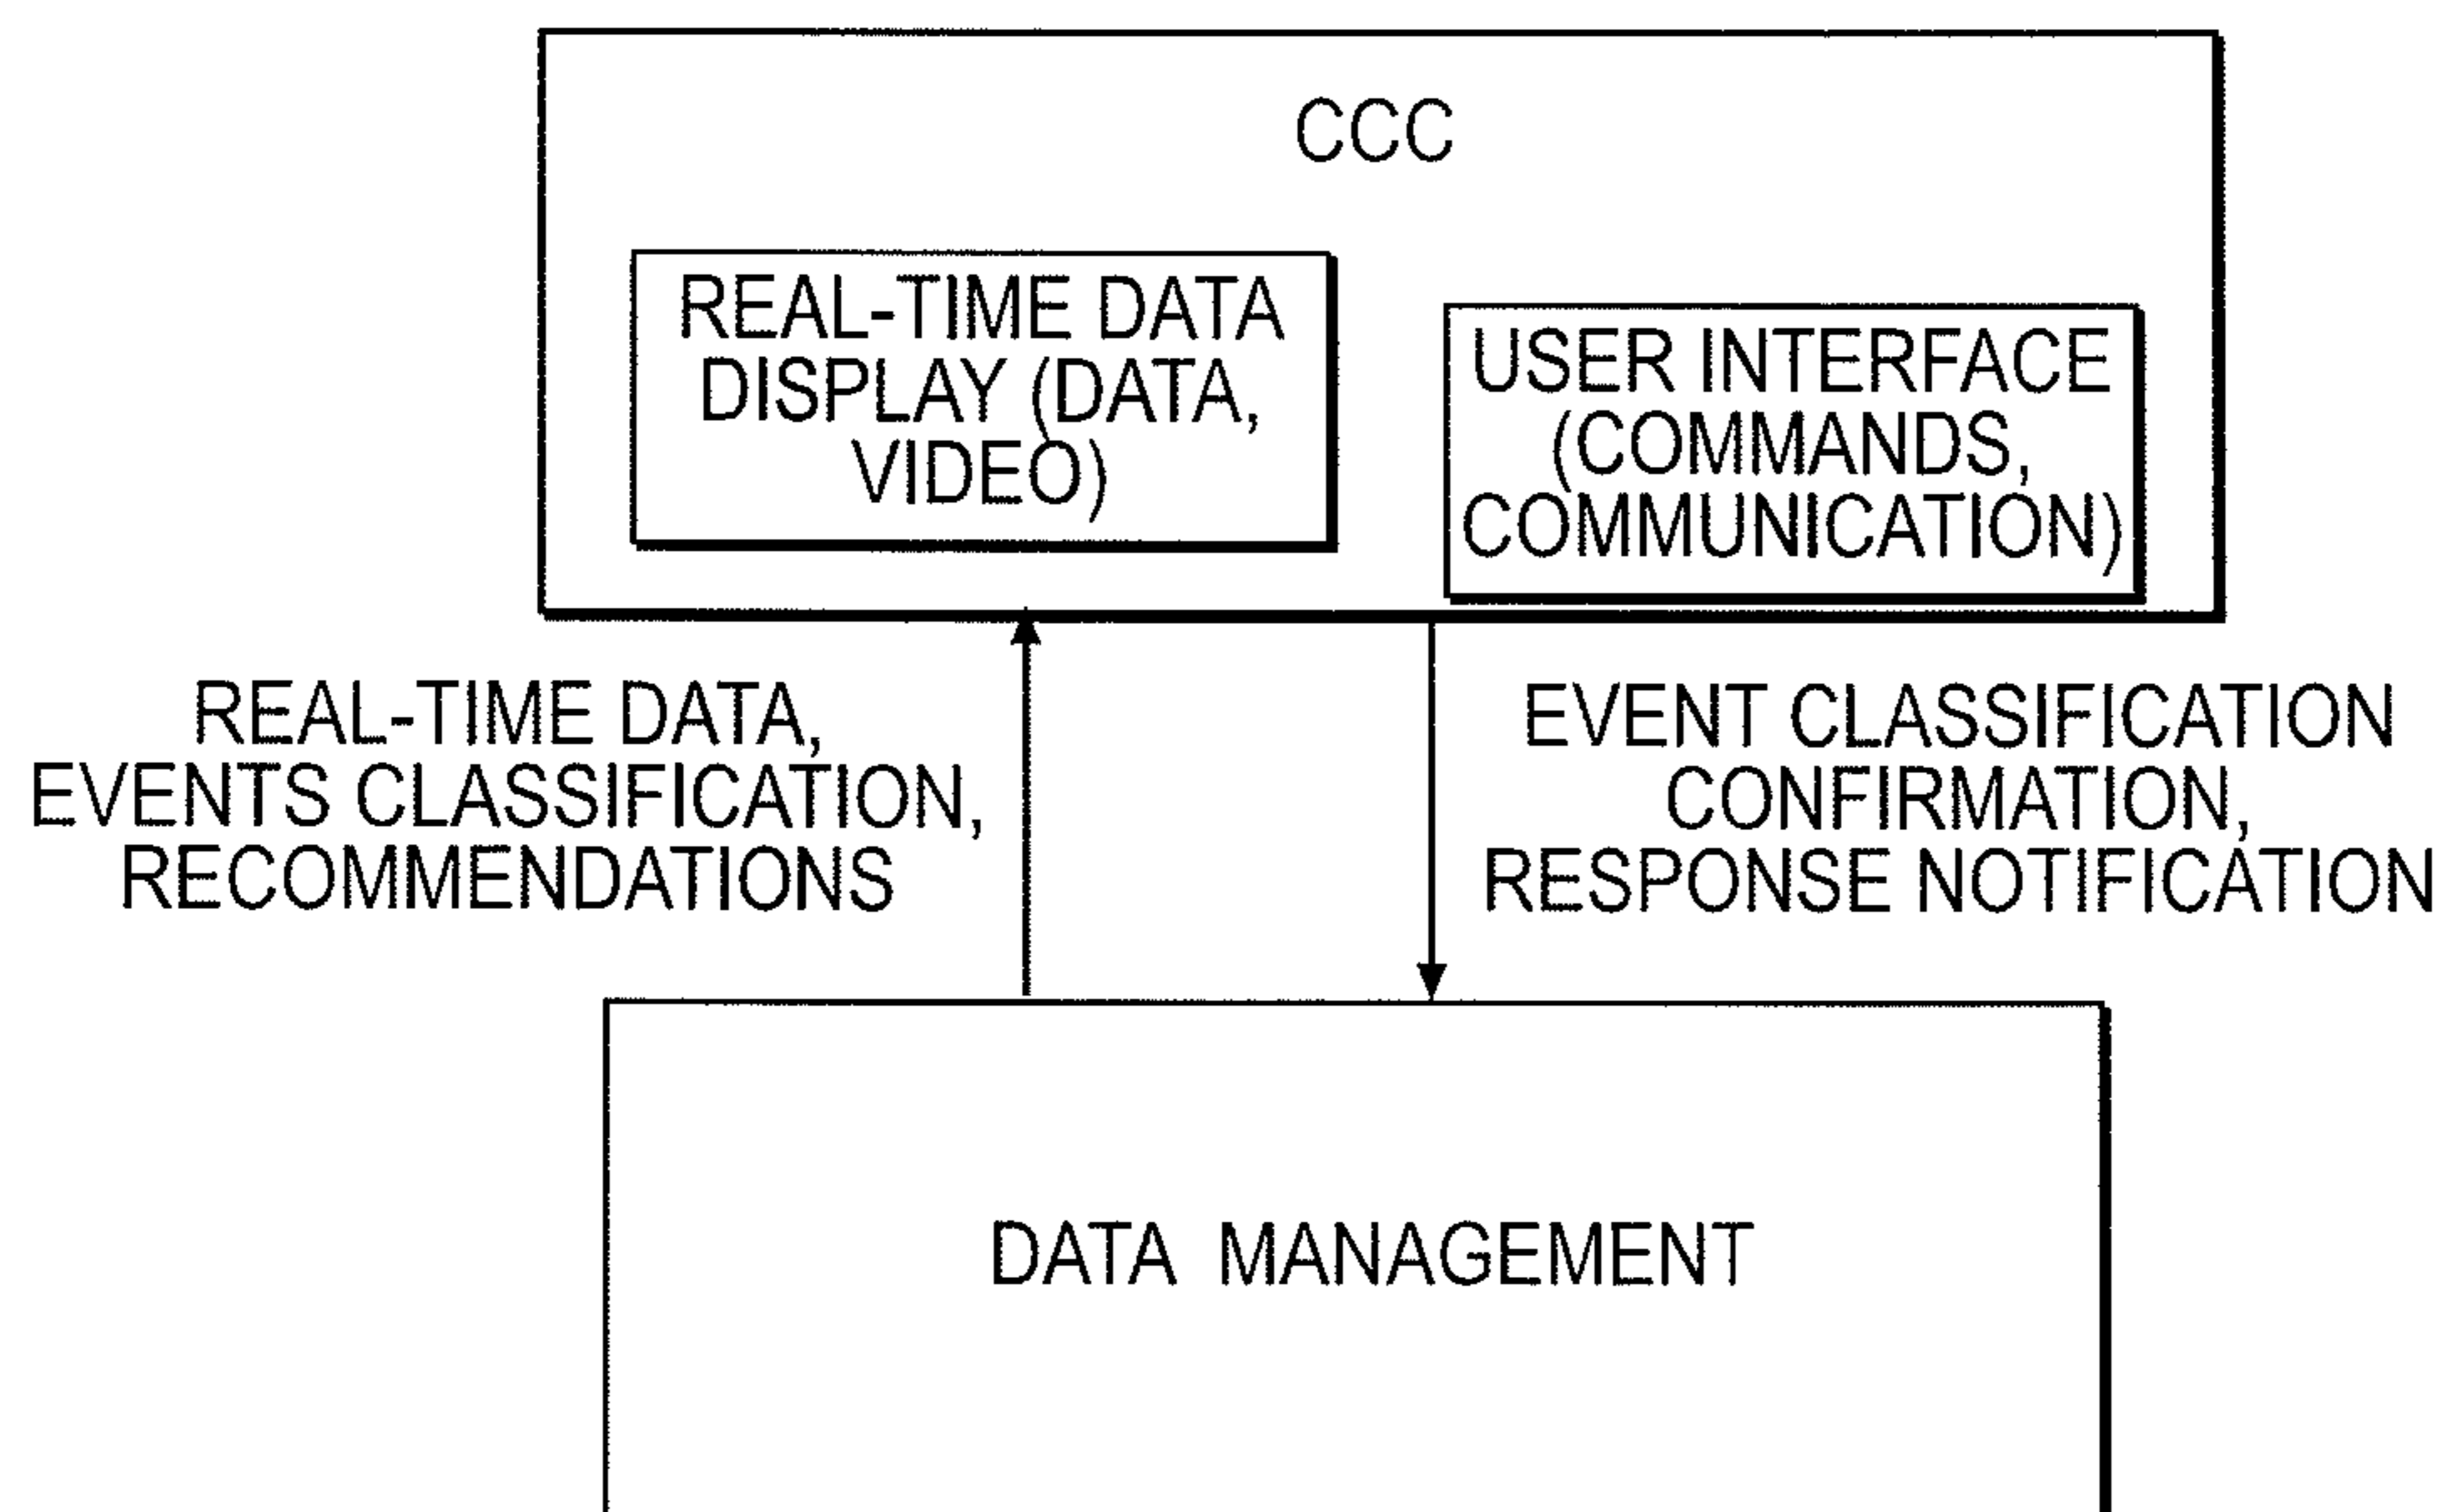 CCC
REAL-TIME DATA
DISPLAY (DATA,
VIDEO)
USER INTERFACE
(COMMANDS,
COMMUNICATION)
REAL-TIME DATA,
EVENTS CLASSIFICATION,
RECOMMENDATIONS
EVENT CLASSIFICATION
CONFIRMATION,
RESPONSE NOTIFICATION
DATA MANAGEMENT